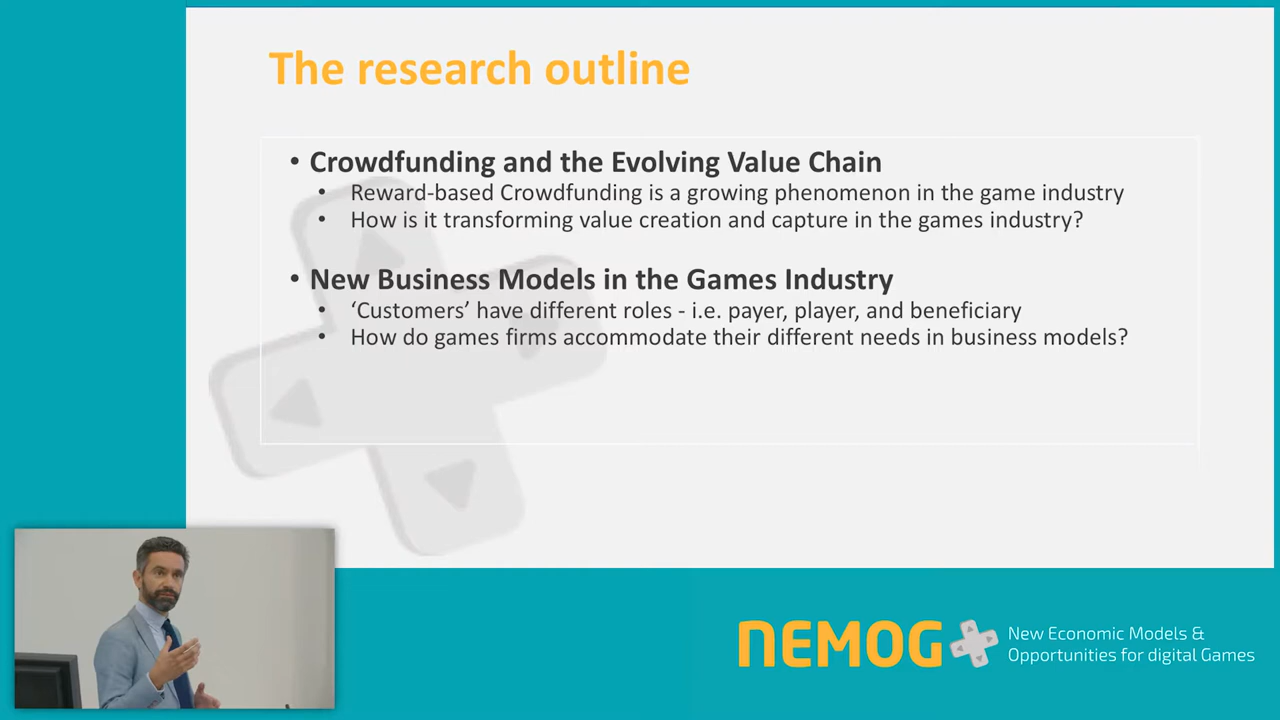 The research outline
• Crowdfunding and the Evolving Value Chain
• Reward-based Crowdfunding is a growing phenomenon in the game industry
• How is it transforming value creation and capture in the games industry?
• New Business Models in the Games Industry
• ‘Customers’ have different roles - i.e. payer, player, and beneficiary
• How do games firms accommodate their different needs in business models?
NEMOG
New Economic Models &
Opportunities for digital Games